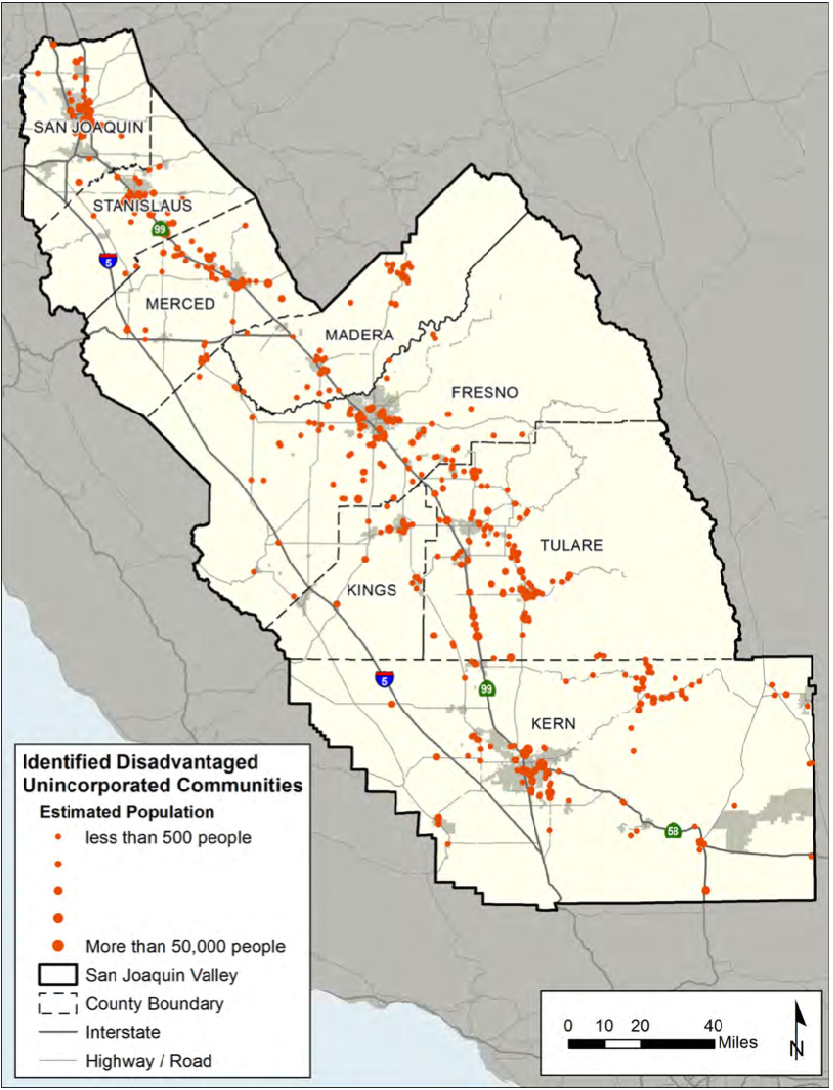 SAN JOAQUIN
STANISLAUS
99
5
MERCED
MADERA
FRESNO
TULARE
KINGS
5
99
KERN
58
Identified Disadvantaged
Unincorporated Communities
Estimated Population
less than 500 people
More than 50,000 people
San Joaquin Valley
County Boundary
Interstate
Highway / Road
0 10 20 40
Miles
N